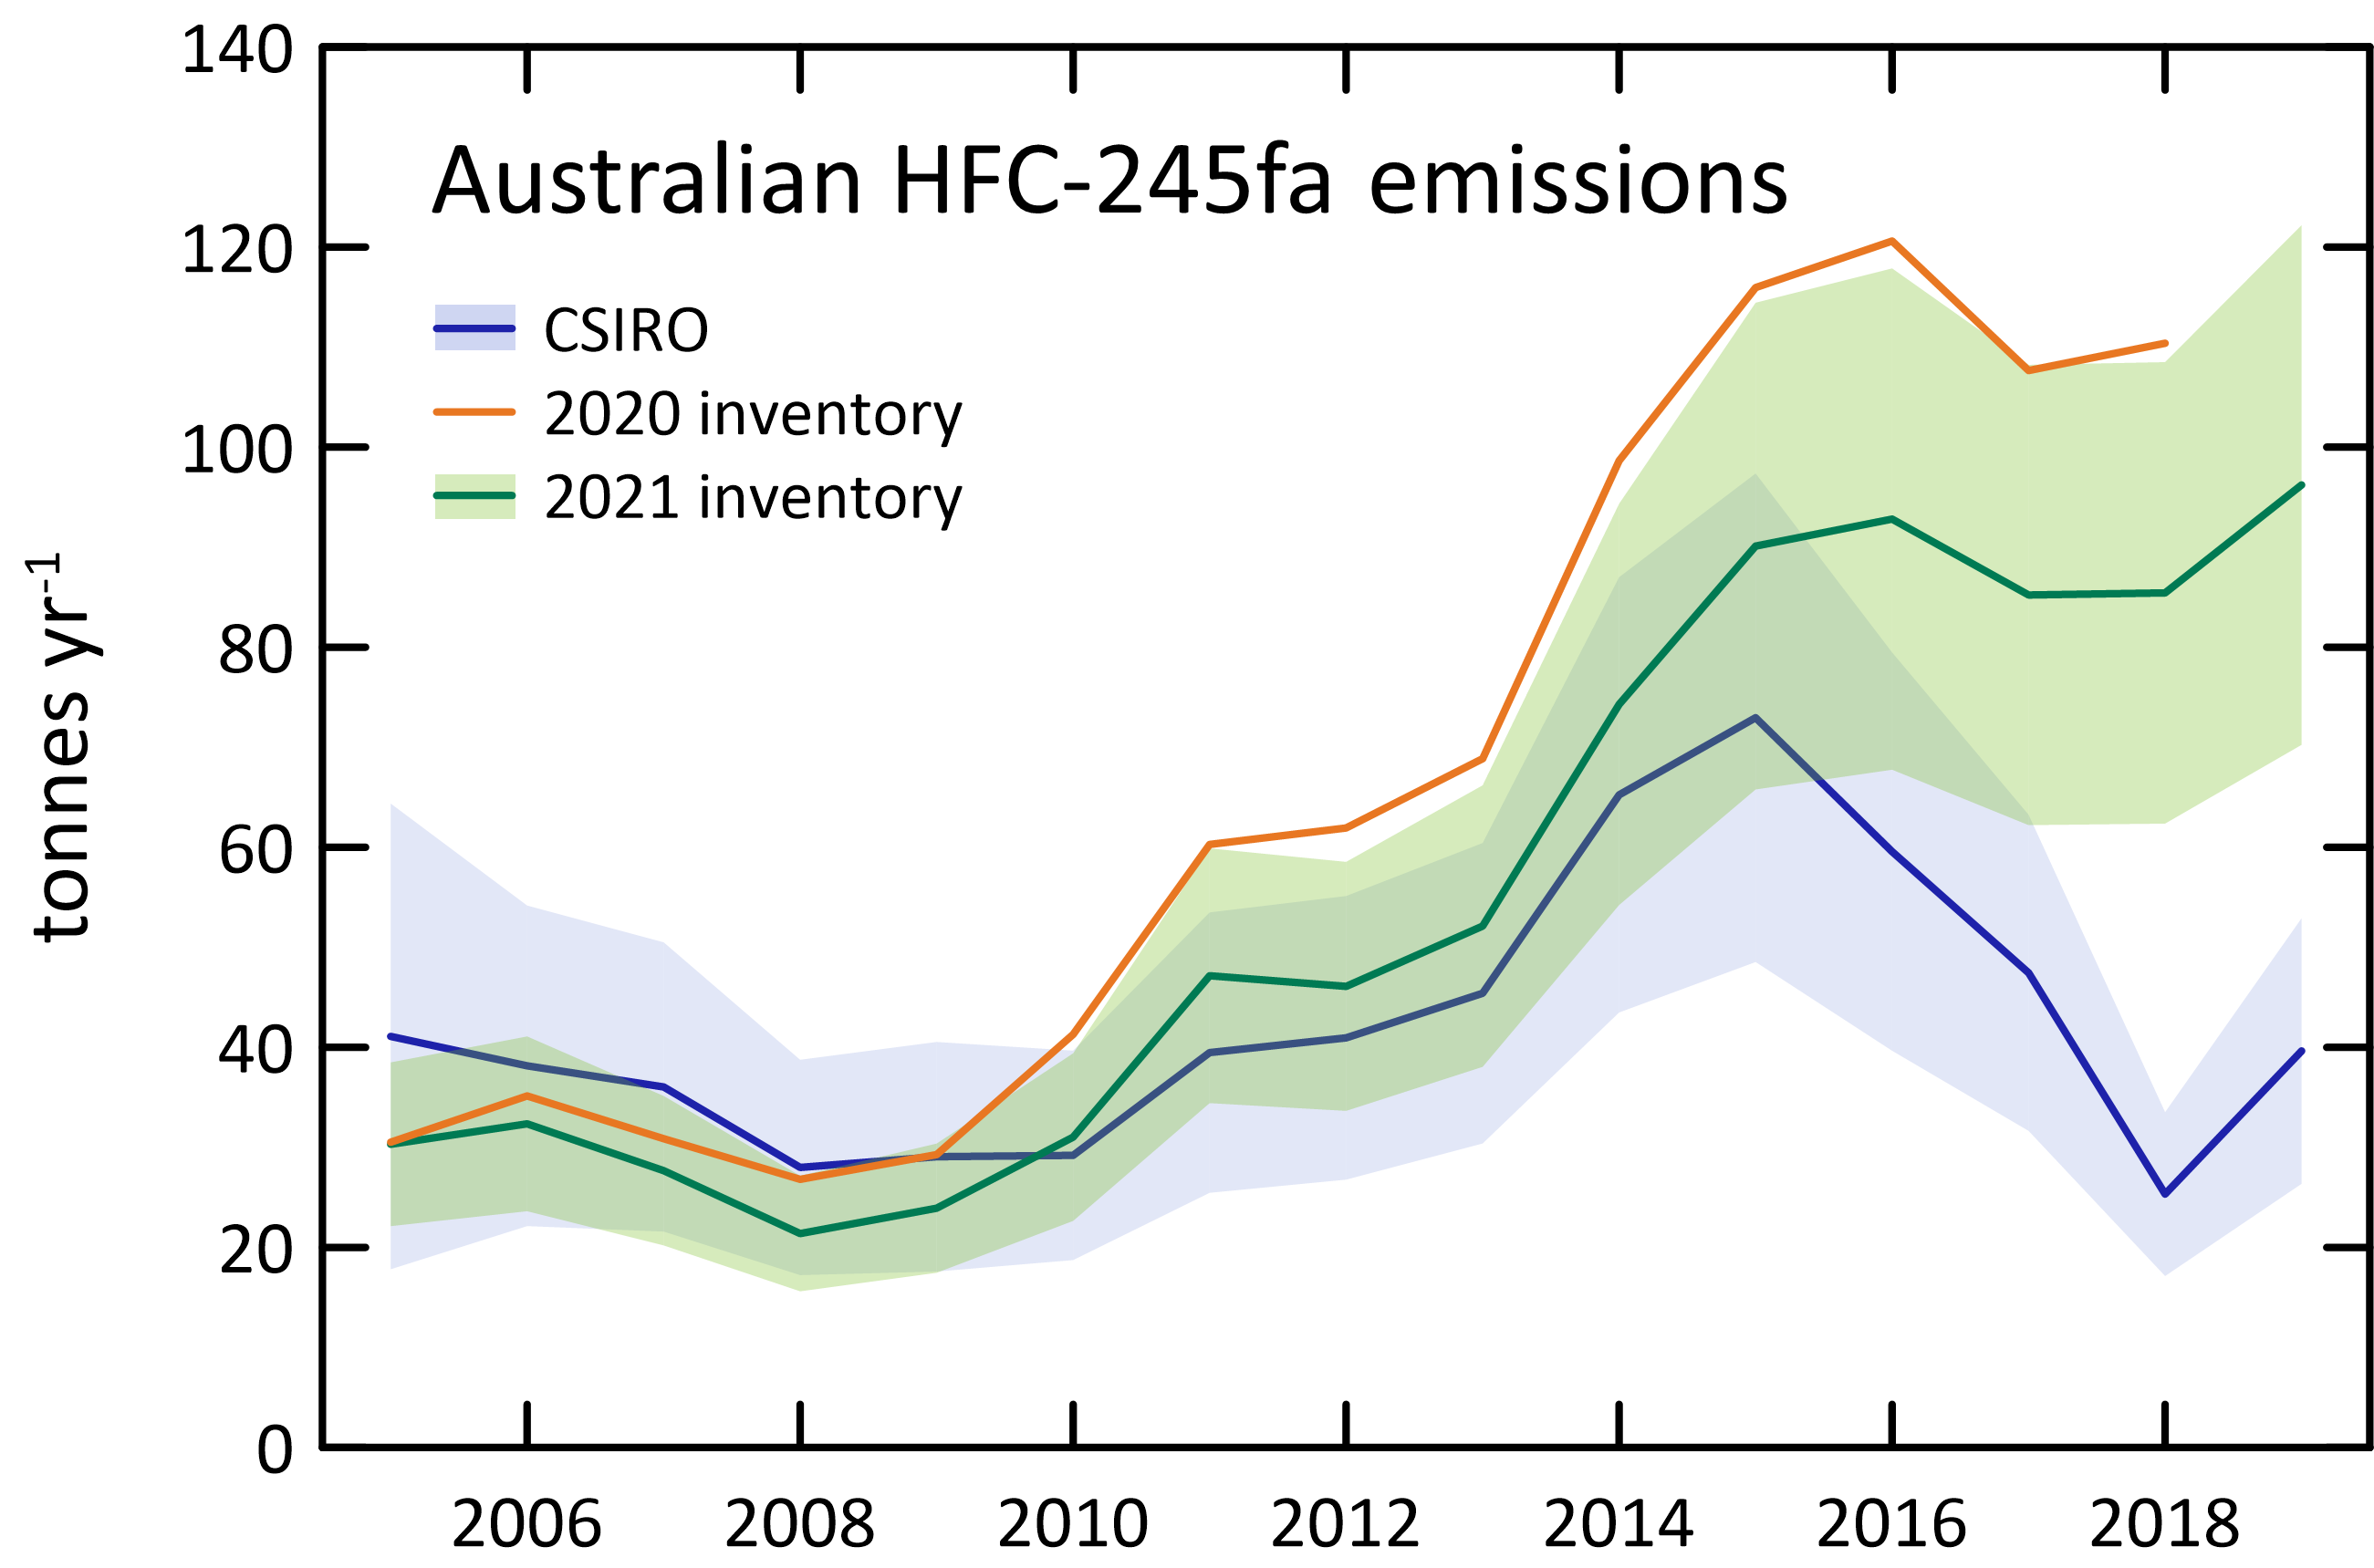 Australian HFC-245fa emissions
CSIRO
2020 inventory
2021 inventory
tonnes yr⁻¹
140
120
100
80
60
40
20
0
2006 2008 2010 2012 2014 2016 2018